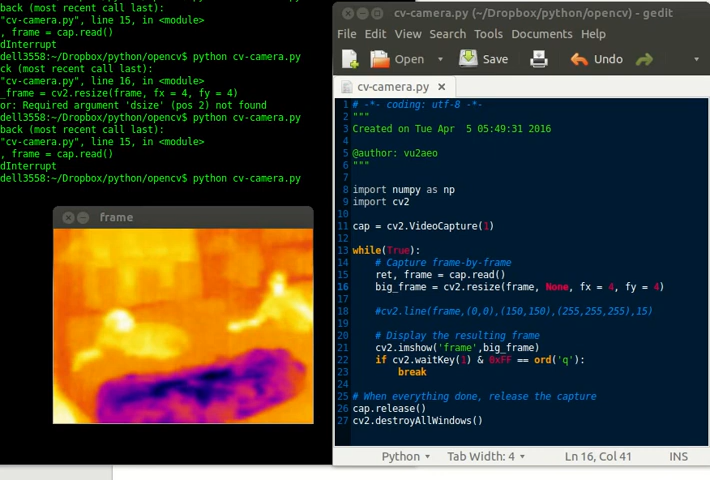 back (most recent call last):
"cv-camera.py", line 15, in <module>
, frame = cap.read()
dInterrupt
dell3558:~/Dropbox/python/opencv$ python cv-camera.py
ck (most recent call last):
"cv-camera.py", line 16, in <module>
_frame = cv2.resize(frame, fx = 4, fy = 4)
or: Required argument 'dsize' (pos 2) not found
dell3558:~/Dropbox/python/opencv$ python cv-camera.py
back (most recent call last):
"cv-camera.py", line 15, in <module>
, frame = cap.read()
dInterrupt
dell3558:~/Dropbox/python/opencv$ python cv-camera.py
frame
cv-camera.py (~/Dropbox/python/opencv) - gedit
File Edit View Search Tools Documents Help
Open Save Undo
cv-camera.py
1 # -*- coding: utf-8 -*-
2 """
3 Created on Tue Apr  5 05:49:31 2016
4
5 @author: vu2aeo
6 """
7
8 import numpy as np
9 import cv2
10
11 cap = cv2.VideoCapture(1)
12
13 while(True):
14     # Capture frame-by-frame
15     ret, frame = cap.read()
16     big_frame = cv2.resize(frame, None, fx = 4, fy = 4)
17
18     #cv2.line(frame,(0,0),(150,150),(255,255,255),15)
19
20     # Display the resulting frame
21     cv2.imshow('frame',big_frame)
22     if cv2.waitKey(1) & 0xFF == ord('q'):
23         break
24
25 # When everything done, release the capture
26 cap.release()
27 cv2.destroyAllWindows()
Python Tab Width: 4 Ln 16, Col 41 INS